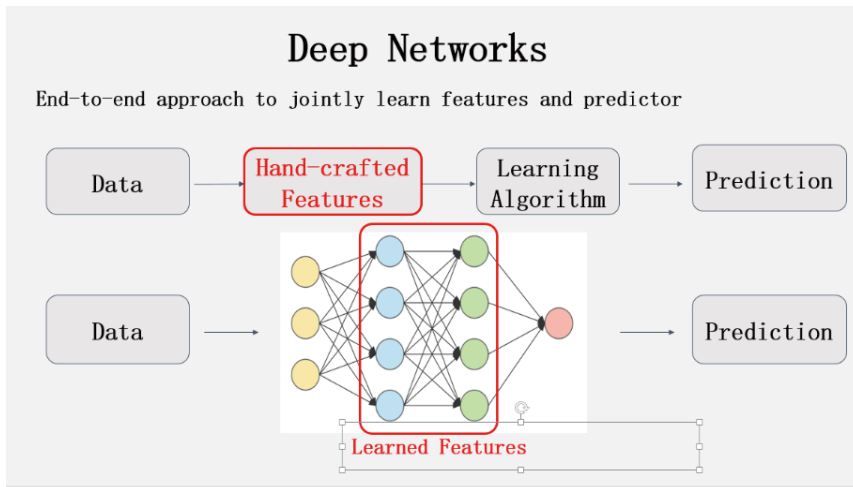 Deep Networks
End-to-end approach to jointly learn features and predictor
Data
Hand-crafted
Features
Learning
Algorithm
Prediction
Data
Prediction
Learned Features